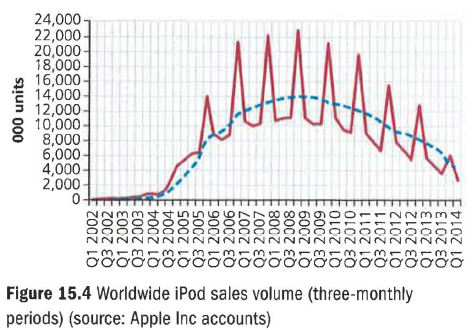 24,000
22,000
20,000
18,000
16,000
14,000
12,000
10,000
8,000
6,000
4,000
2,000
0
000 units
Q1 2002
Q3 2002
Q1 2003
Q3 2003
Q1 2004
Q3 2004
Q1 2005
Q3 2005
Q1 2006
Q3 2006
Q1 2007
Q3 2007
Q1 2008
Q3 2008
Q1 2009
Q3 2009
Q1 2010
Q3 2010
Q1 2011
Q3 2011
Q1 2012
Q3 2012
Q1 2013
Q3 2013
Q1 2014
Figure 15.4 Worldwide iPod sales volume (three-monthly
periods) (source: Apple Inc accounts)